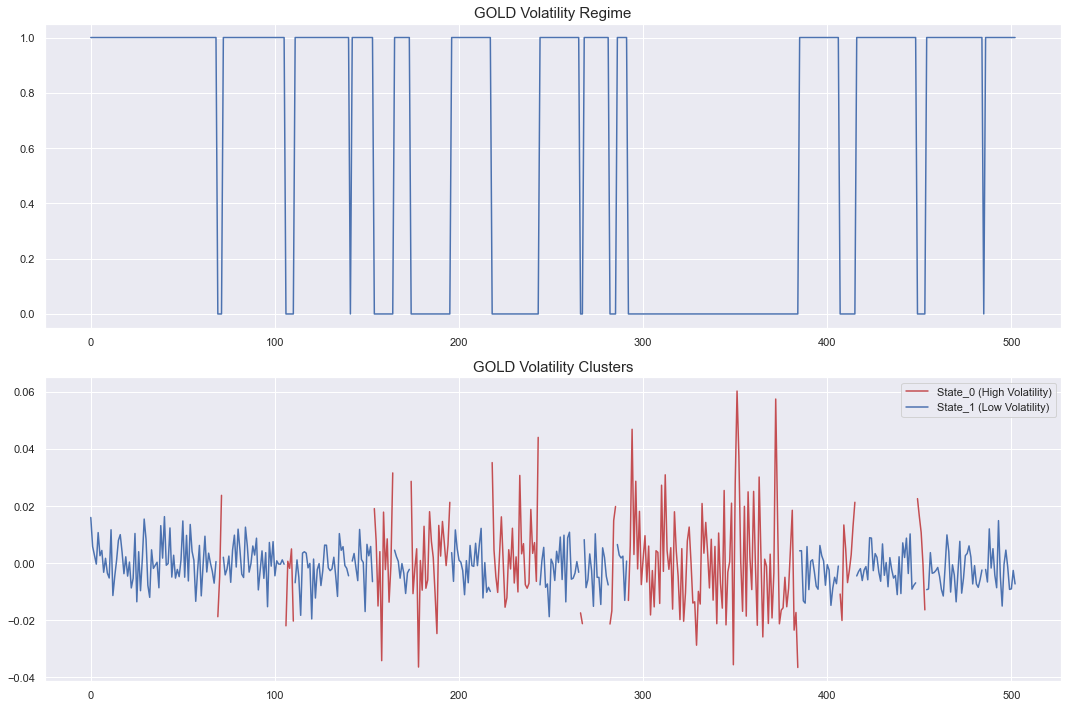 GOLD Volatility Regime
1.0
0.8
0.6
0.4
0.2
0.0
0 100 200 300 400 500
GOLD Volatility Clusters
State_0 (High Volatility)
State_1 (Low Volatility)
0.06
0.04
0.02
0.00
−0.02
−0.04
0 100 200 300 400 500